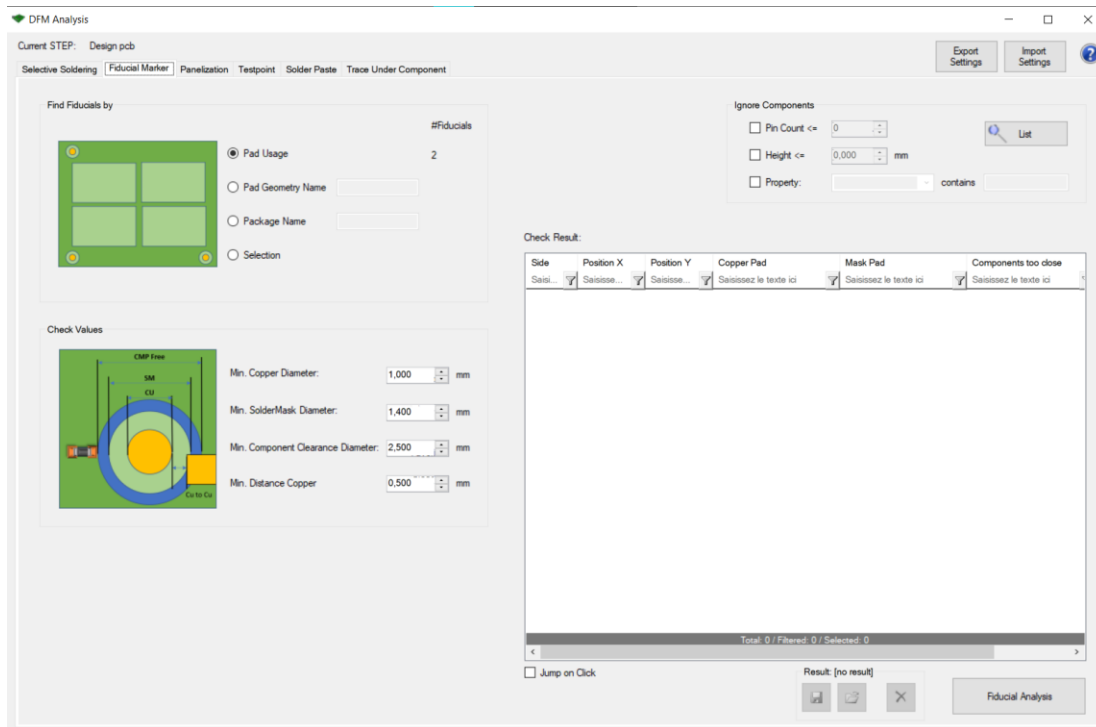 DFM Analysis
Current STEP: Design pcb
Export Settings
Import Settings
Selective Soldering Fiducial Marker Panelization Testpoint Solder Paste Trace Under Component
Find Fiducials by
#Fiducials
Pad Usage 2
Pad Geometry Name
Package Name
Selection
Ignore Components
Pin Count <= 0
List
Height <= 0,000 mm
Property: contains
Check Values
CMP Free
SM
CU
Cu to Cu
Min. Copper Diameter: 1,000 mm
Min. SolderMask Diameter: 1,400 mm
Min. Component Clearance Diameter: 2,500 mm
Min. Distance Copper 0,500 mm
Check Result:
Side Position X Position Y Copper Pad Mask Pad Components too close
Saisi... Saisisse... Saisisse... Saisissez le texte ici Saisissez le texte ici Saisissez le texte ici
Total: 0 / Filtered: 0 / Selected: 0
Jump on Click
Result: [no result]
Fiducial Analysis